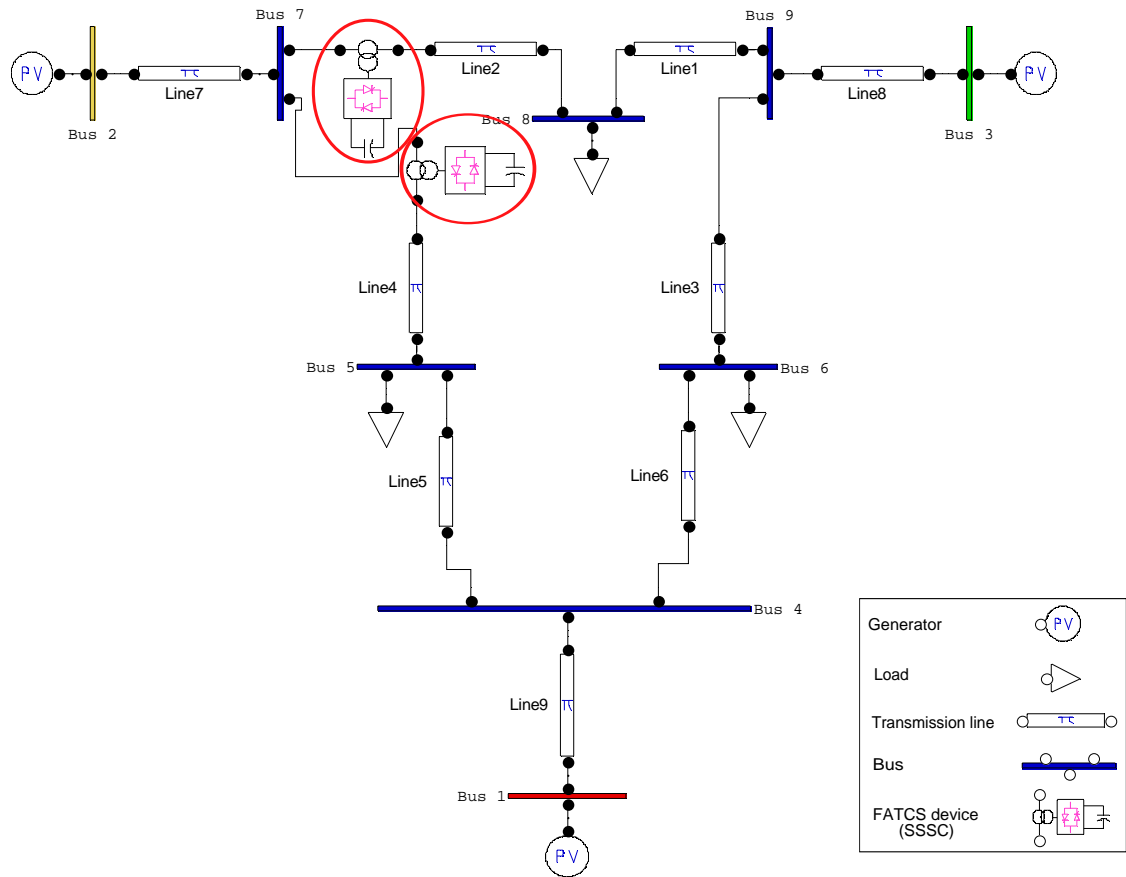 Bus 7
Bus 9
PV
π
Line7
Bus 2
π
Line2
π
Line1
π
Line8
PV
Bus 3
Bus 8
Line4
π
Line3
π
Bus 5
Bus 6
Line5
π
Line6
π
Bus 4
Line9
π
Bus 1
PV
Generator
PV
Load
Transmission line
π
Bus
FATCS device
(SSSC)